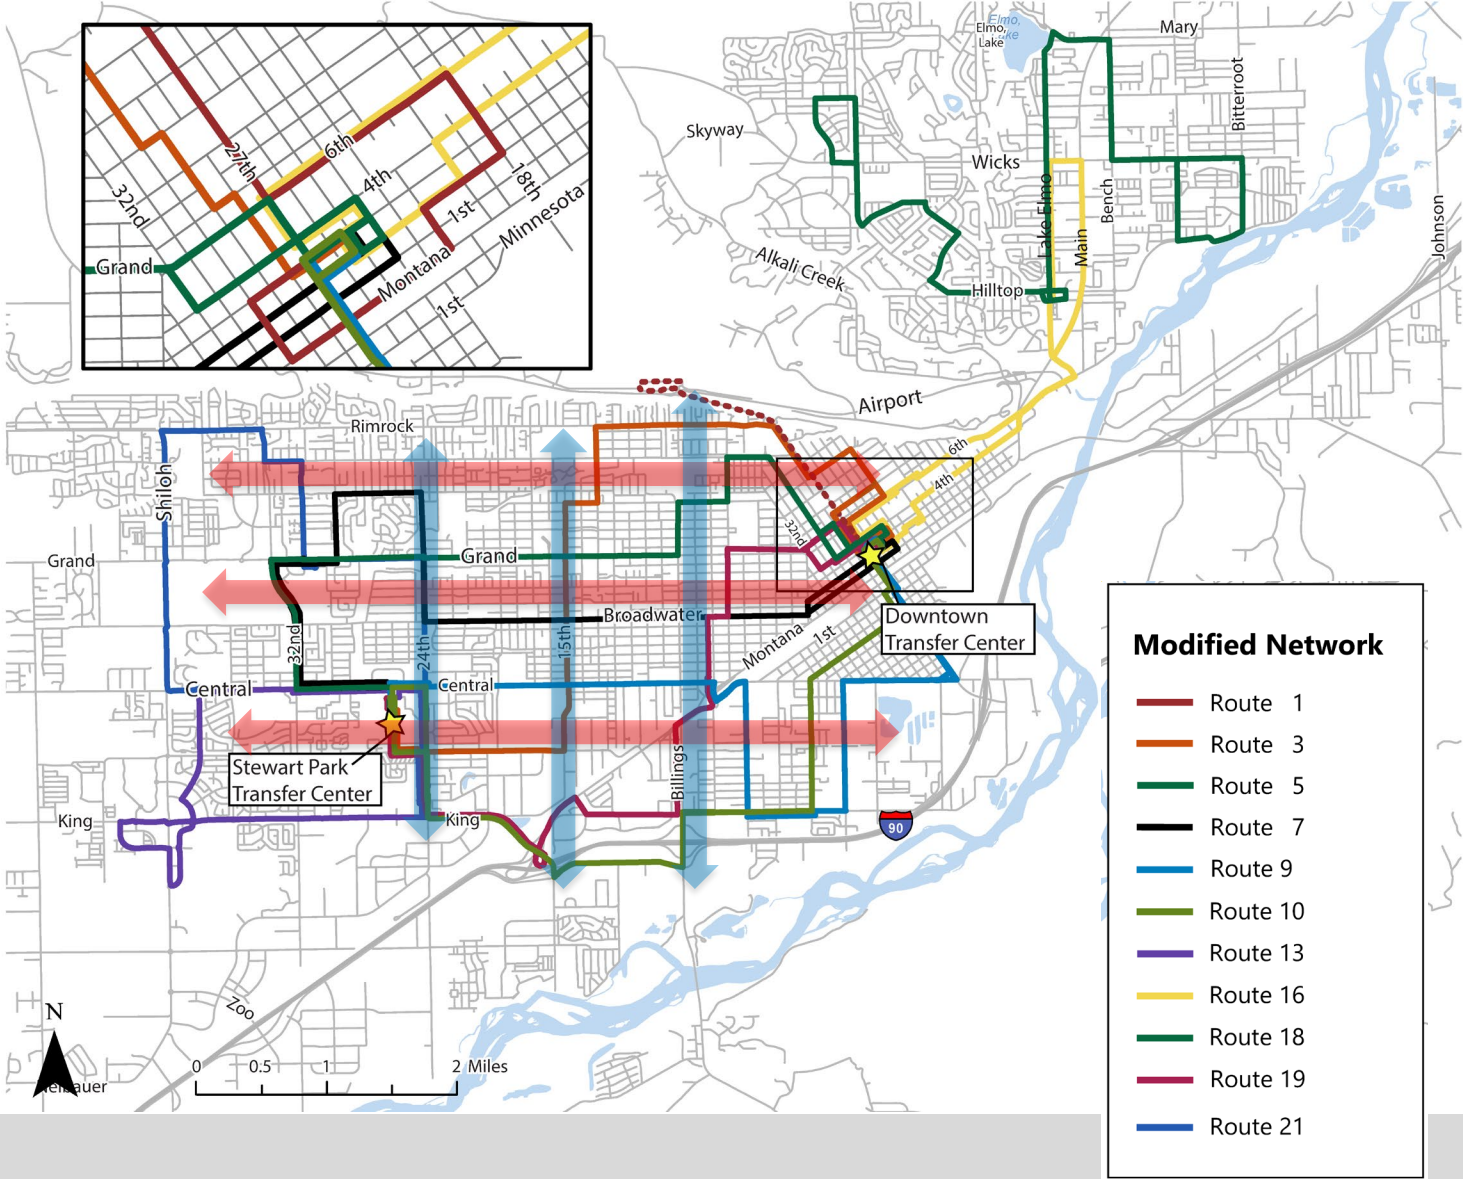 Elmo,
Lake
Elmo,
Lake
Mary
Bitterroot
Skyway
Wicks
Lake Elmo
Main
Bench
Johnson
Alkali Creek
Hilltop
27th
6th
4th
32nd
18th
1st
Minnesota
Grand
Montana
1st
Airport
Rimrock
6th
4th
Shiloh
32nd
Grand
Grand
Broadwater
Downtown
Transfer Center
Montana
1st
32nd
24th
15th
Central
Central
Stewart Park
Transfer Center
Billings
King
King
90
Zoo
N
0 0.5 1 2 Miles
Modified Network
Route 1
Route 3
Route 5
Route 7
Route 9
Route 10
Route 13
Route 16
Route 18
Route 19
Route 21